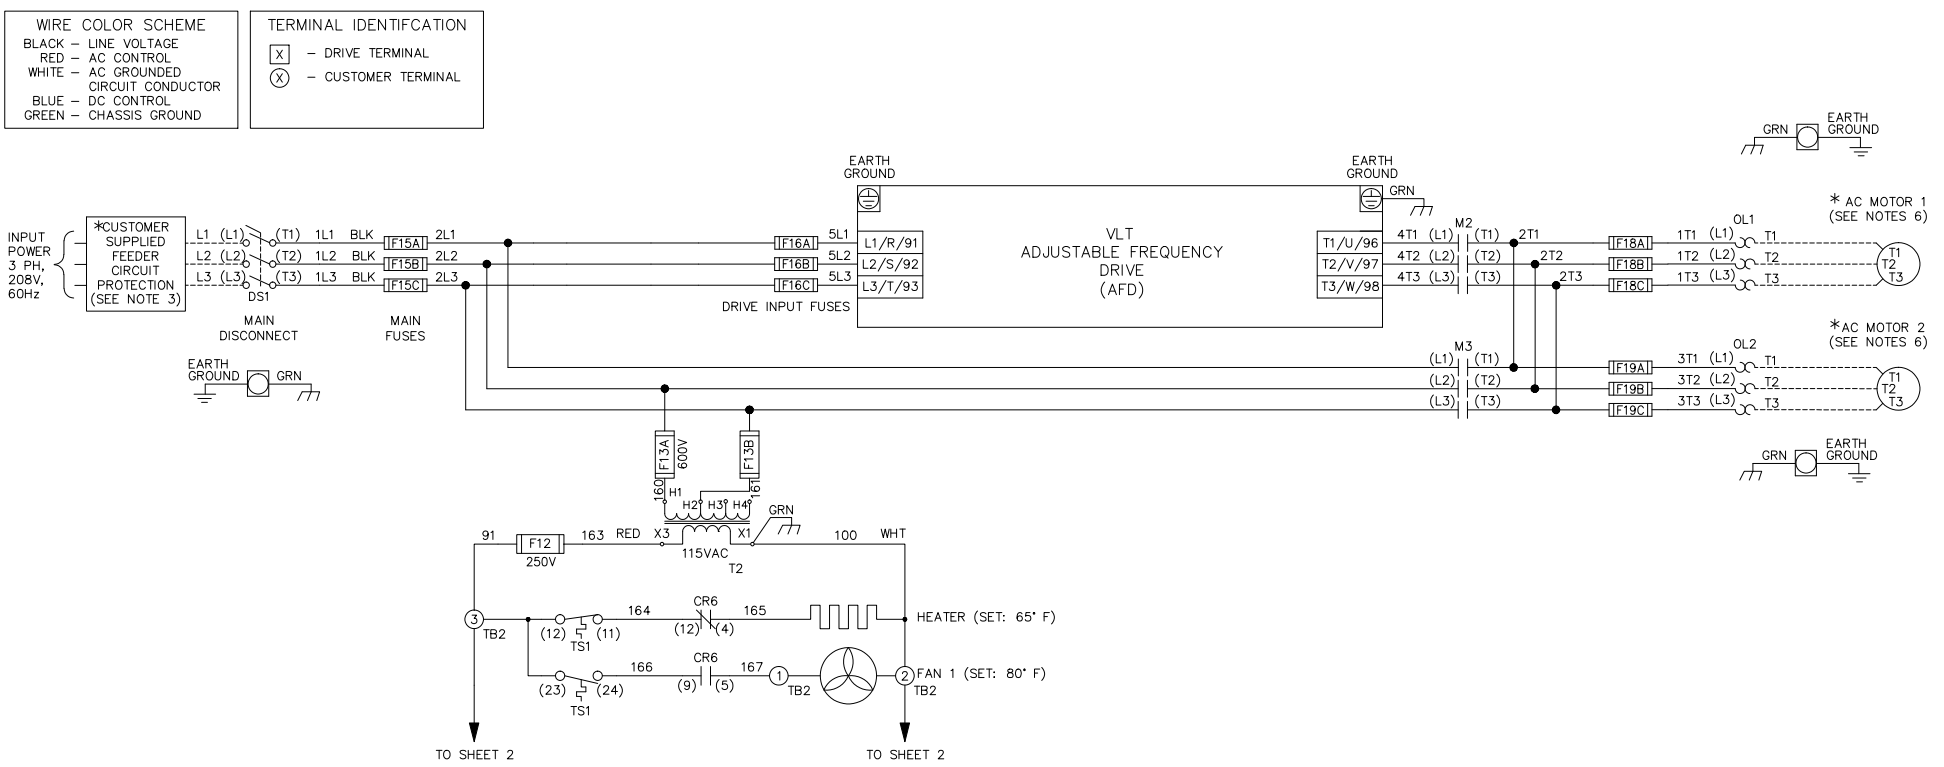 WIRE COLOR SCHEME
BLACK – LINE VOLTAGE
RED – AC CONTROL
WHITE – AC GROUNDED
CIRCUIT CONDUCTOR
BLUE – DC CONTROL
GREEN – CHASSIS GROUND
TERMINAL IDENTIFCATION
X – DRIVE TERMINAL
X – CUSTOMER TERMINAL
GRN
EARTH
GROUND
EARTH
GROUND
EARTH
GROUND
GRN
* AC MOTOR 1
(SEE NOTES 6)
INPUT
POWER
3 PH,
208V,
60Hz
*CUSTOMER
SUPPLIED
FEEDER
CIRCUIT
PROTECTION
(SEE NOTE 3)
L1 (L1) (T1) 1L1 BLK F15A 2L1
L2 (L2) (T2) 1L2 BLK F15B 2L2
L3 (L3) (T3) 1L3 BLK F15C 2L3
DS1
MAIN
DISCONNECT
MAIN
FUSES
F16A 5L1 L1/R/91
F16B 5L2 L2/S/92
F16C 5L3 L3/T/93
DRIVE INPUT FUSES
VLT
ADJUSTABLE FREQUENCY
DRIVE
(AFD)
M2
OL1
T1/U/96 4T1 (L1) (T1) 2T1 F18A 1T1 (L1) T1
T2/V/97 4T2 (L2) (T2) 2T2 F18B 1T2 (L2) T2
T3/W/98 4T3 (L3) (T3) 2T3 F18C 1T3 (L3) T3
T1
T2
T3
* AC MOTOR 2
(SEE NOTES 6)
M3
OL2
(L1) (T1) F19A 3T1 (L1) T1
(L2) (T2) F19B 3T2 (L2) T2
(L3) (T3) F19C 3T3 (L3) T3
T1
T2
T3
EARTH
GROUND
GRN
GRN
EARTH
GROUND
F13A
600V
F13B
160
161
H1
H2 H3 H4
GRN
91 F12 163 RED X3 X1 100 WHT
250V
115VAC
T2
3
TB2
164 CR6 165
(12) (11) (12) (4)
TS1
HEATER (SET: 65° F)
166 CR6 167 1 2 FAN 1 (SET: 80° F)
(23) (24) (9) (5) TB2 TB2
TS1
TO SHEET 2
TO SHEET 2